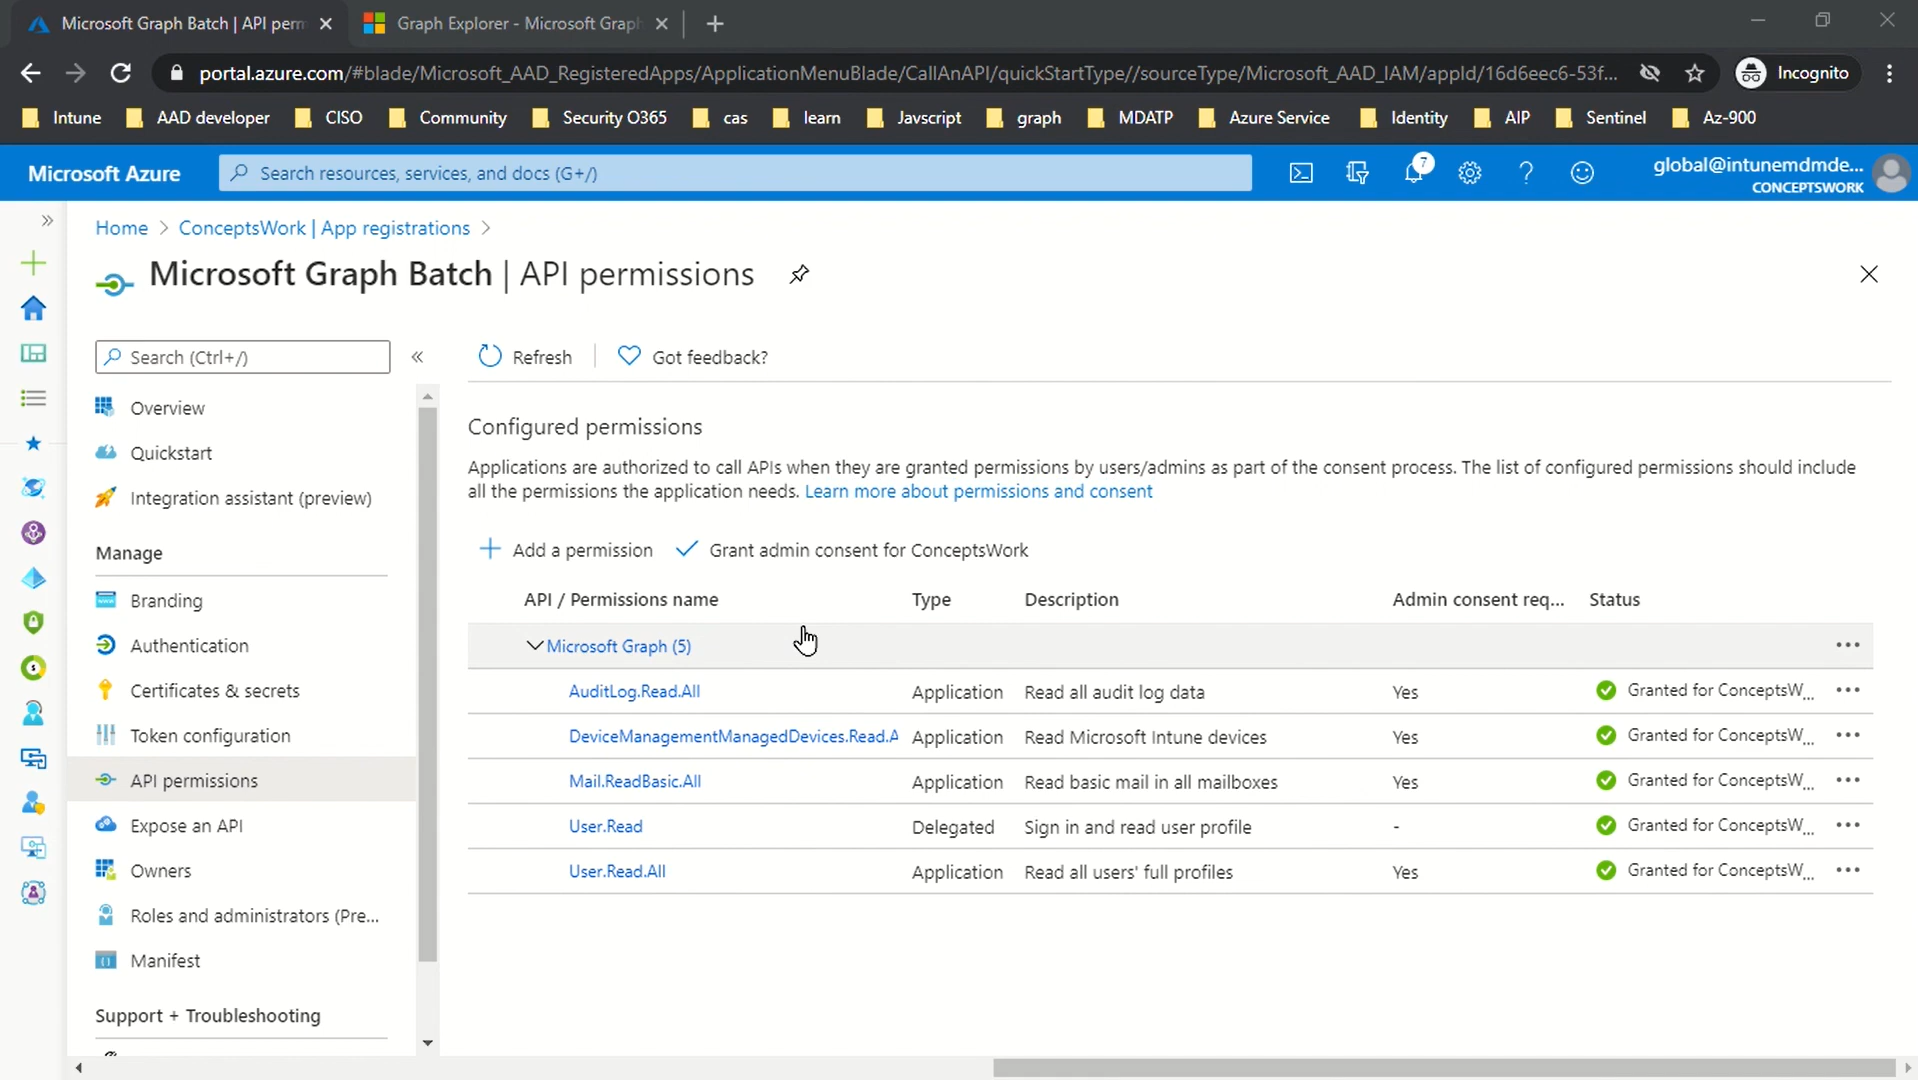 Microsoft Graph Batch | API perm
Graph Explorer - Microsoft Graph
portal.azure.com/#blade/Microsoft_AAD_RegisteredApps/ApplicationMenuBlade/CallAnAPI/quickStartType//sourceType/Microsoft_AAD_IAM/appId/16d6eec6-53f...
Incognito
Intune AAD developer CISO Community Security O365 cas learn Javscript graph MDATP Azure Service Identity AIP Sentinel Az-900
Microsoft Azure
Search resources, services, and docs (G+/)
7
global@intunemdmde...
CONCEPTSWORK
Home > ConceptsWork | App registrations >
Microsoft Graph Batch | API permissions
Search (Ctrl+/)
Refresh
Got feedback?
Overview
Quickstart
Integration assistant (preview)
Manage
Branding
Authentication
Certificates & secrets
Token configuration
API permissions
Expose an API
Owners
Roles and administrators (Pre...
Manifest
Support + Troubleshooting
Configured permissions
Applications are authorized to call APIs when they are granted permissions by users/admins as part of the consent process. The list of configured permissions should include
all the permissions the application needs. Learn more about permissions and consent
Add a permission
Grant admin consent for ConceptsWork
API / Permissions name Type Description Admin consent req... Status
Microsoft Graph (5)
AuditLog.Read.All Application Read all audit log data Yes Granted for ConceptsW...
DeviceManagementManagedDevices.Read.A Application Read Microsoft Intune devices Yes Granted for ConceptsW...
Mail.ReadBasic.All Application Read basic mail in all mailboxes Yes Granted for ConceptsW...
User.Read Delegated Sign in and read user profile - Granted for ConceptsW...
User.Read.All Application Read all users' full profiles Yes Granted for ConceptsW...